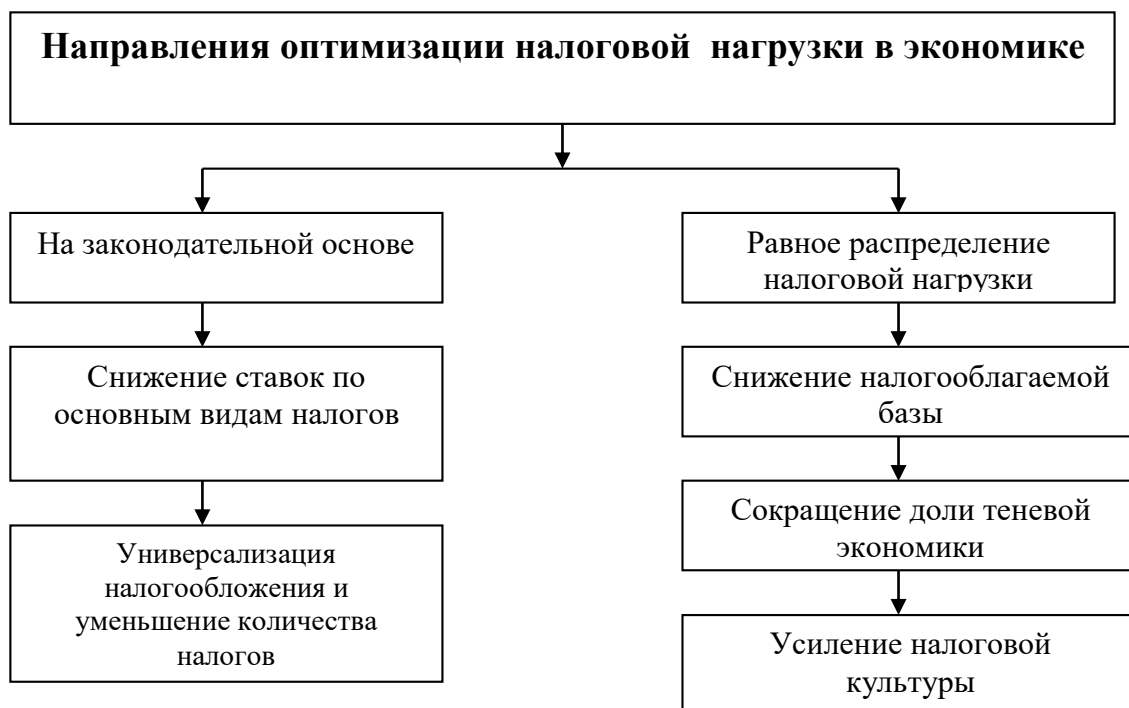 Направления оптимизации налоговой нагрузки в экономике
На законодательной основе
Снижение ставок по
основным видам налогов
Универсализация
налогообложения и
уменьшение количества
налогов
Равное распределение
налоговой нагрузки
Снижение налогооблагаемой
базы
Сокращение доли теневой
экономики
Усиление налоговой
культуры